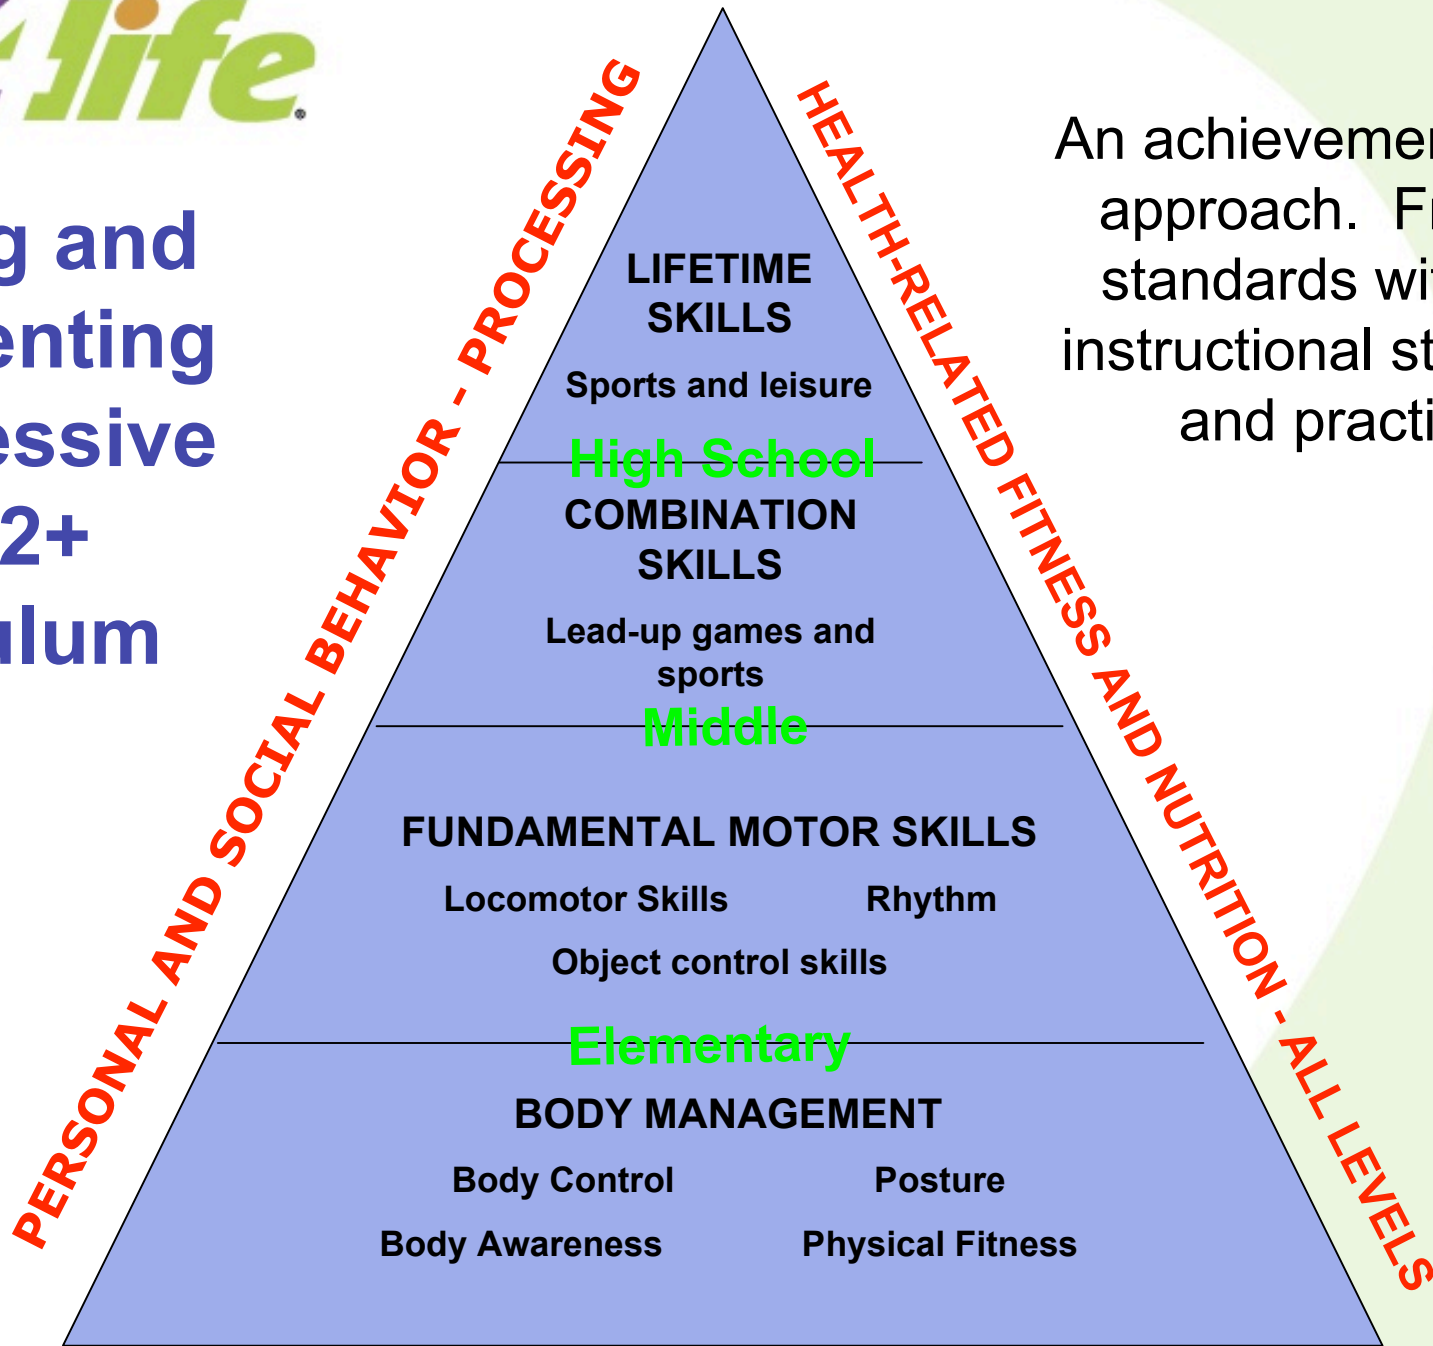 4life.
g and
enting
essive
2+
ulum
PERSONAL AND SOCIAL BEHAVIOR - PROCESSING
HEALTH-RELATED FITNESS AND NUTRITION - ALL LEVELS
LIFETIME
SKILLS
Sports and leisure
High School
COMBINATION
SKILLS
Lead-up games and
sports
Middle
FUNDAMENTAL MOTOR SKILLS
Locomotor Skills Rhythm
Object control skills
Elementary
BODY MANAGEMENT
Body Control Posture
Body Awareness Physical Fitness
An achievemen
approach. Fr
standards wit
instructional st
and practi